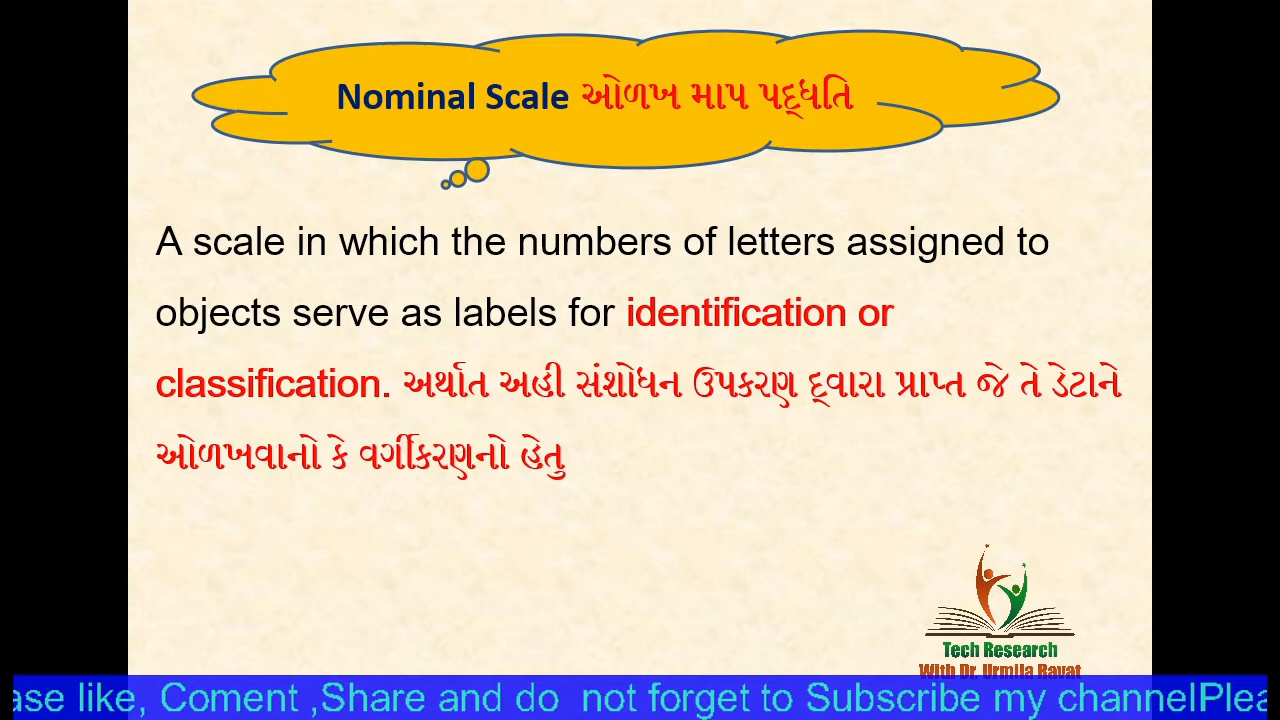 Nominal Scale ઓળખ માપ પદ્ધતિ
A scale in which the numbers of letters assigned to
objects serve as labels for identification or
classification. અર્થાત અહી સંશોધન ઉપકરણ દ્વારા પ્રાપ્ત જે તે ડેટાને
ઓળખવાનો કે વર્ગીકરણનો હેતુ
Tech Research
With Dr. Urmila Ravat
ase like, Coment ,Share and do not forget to Subscribe my channelPlea